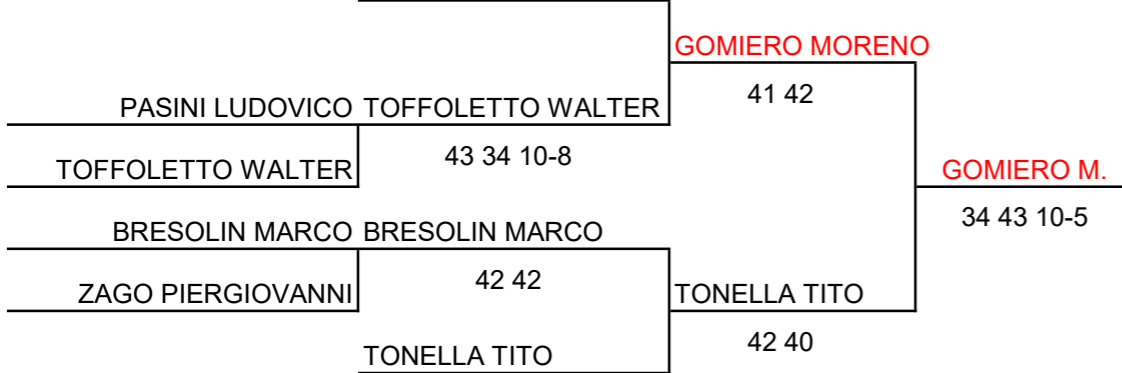 GOMIERO MORENO
41 42
PASINI LUDOVICO TOFFOLETTO WALTER
43 34 10-8
TOFFOLETTO WALTER
GOMIERO M.
34 43 10-5
BRESOLIN MARCO BRESOLIN MARCO
42 42
ZAGO PIERGIOVANNI
TONELLA TITO
42 40
TONELLA TITO